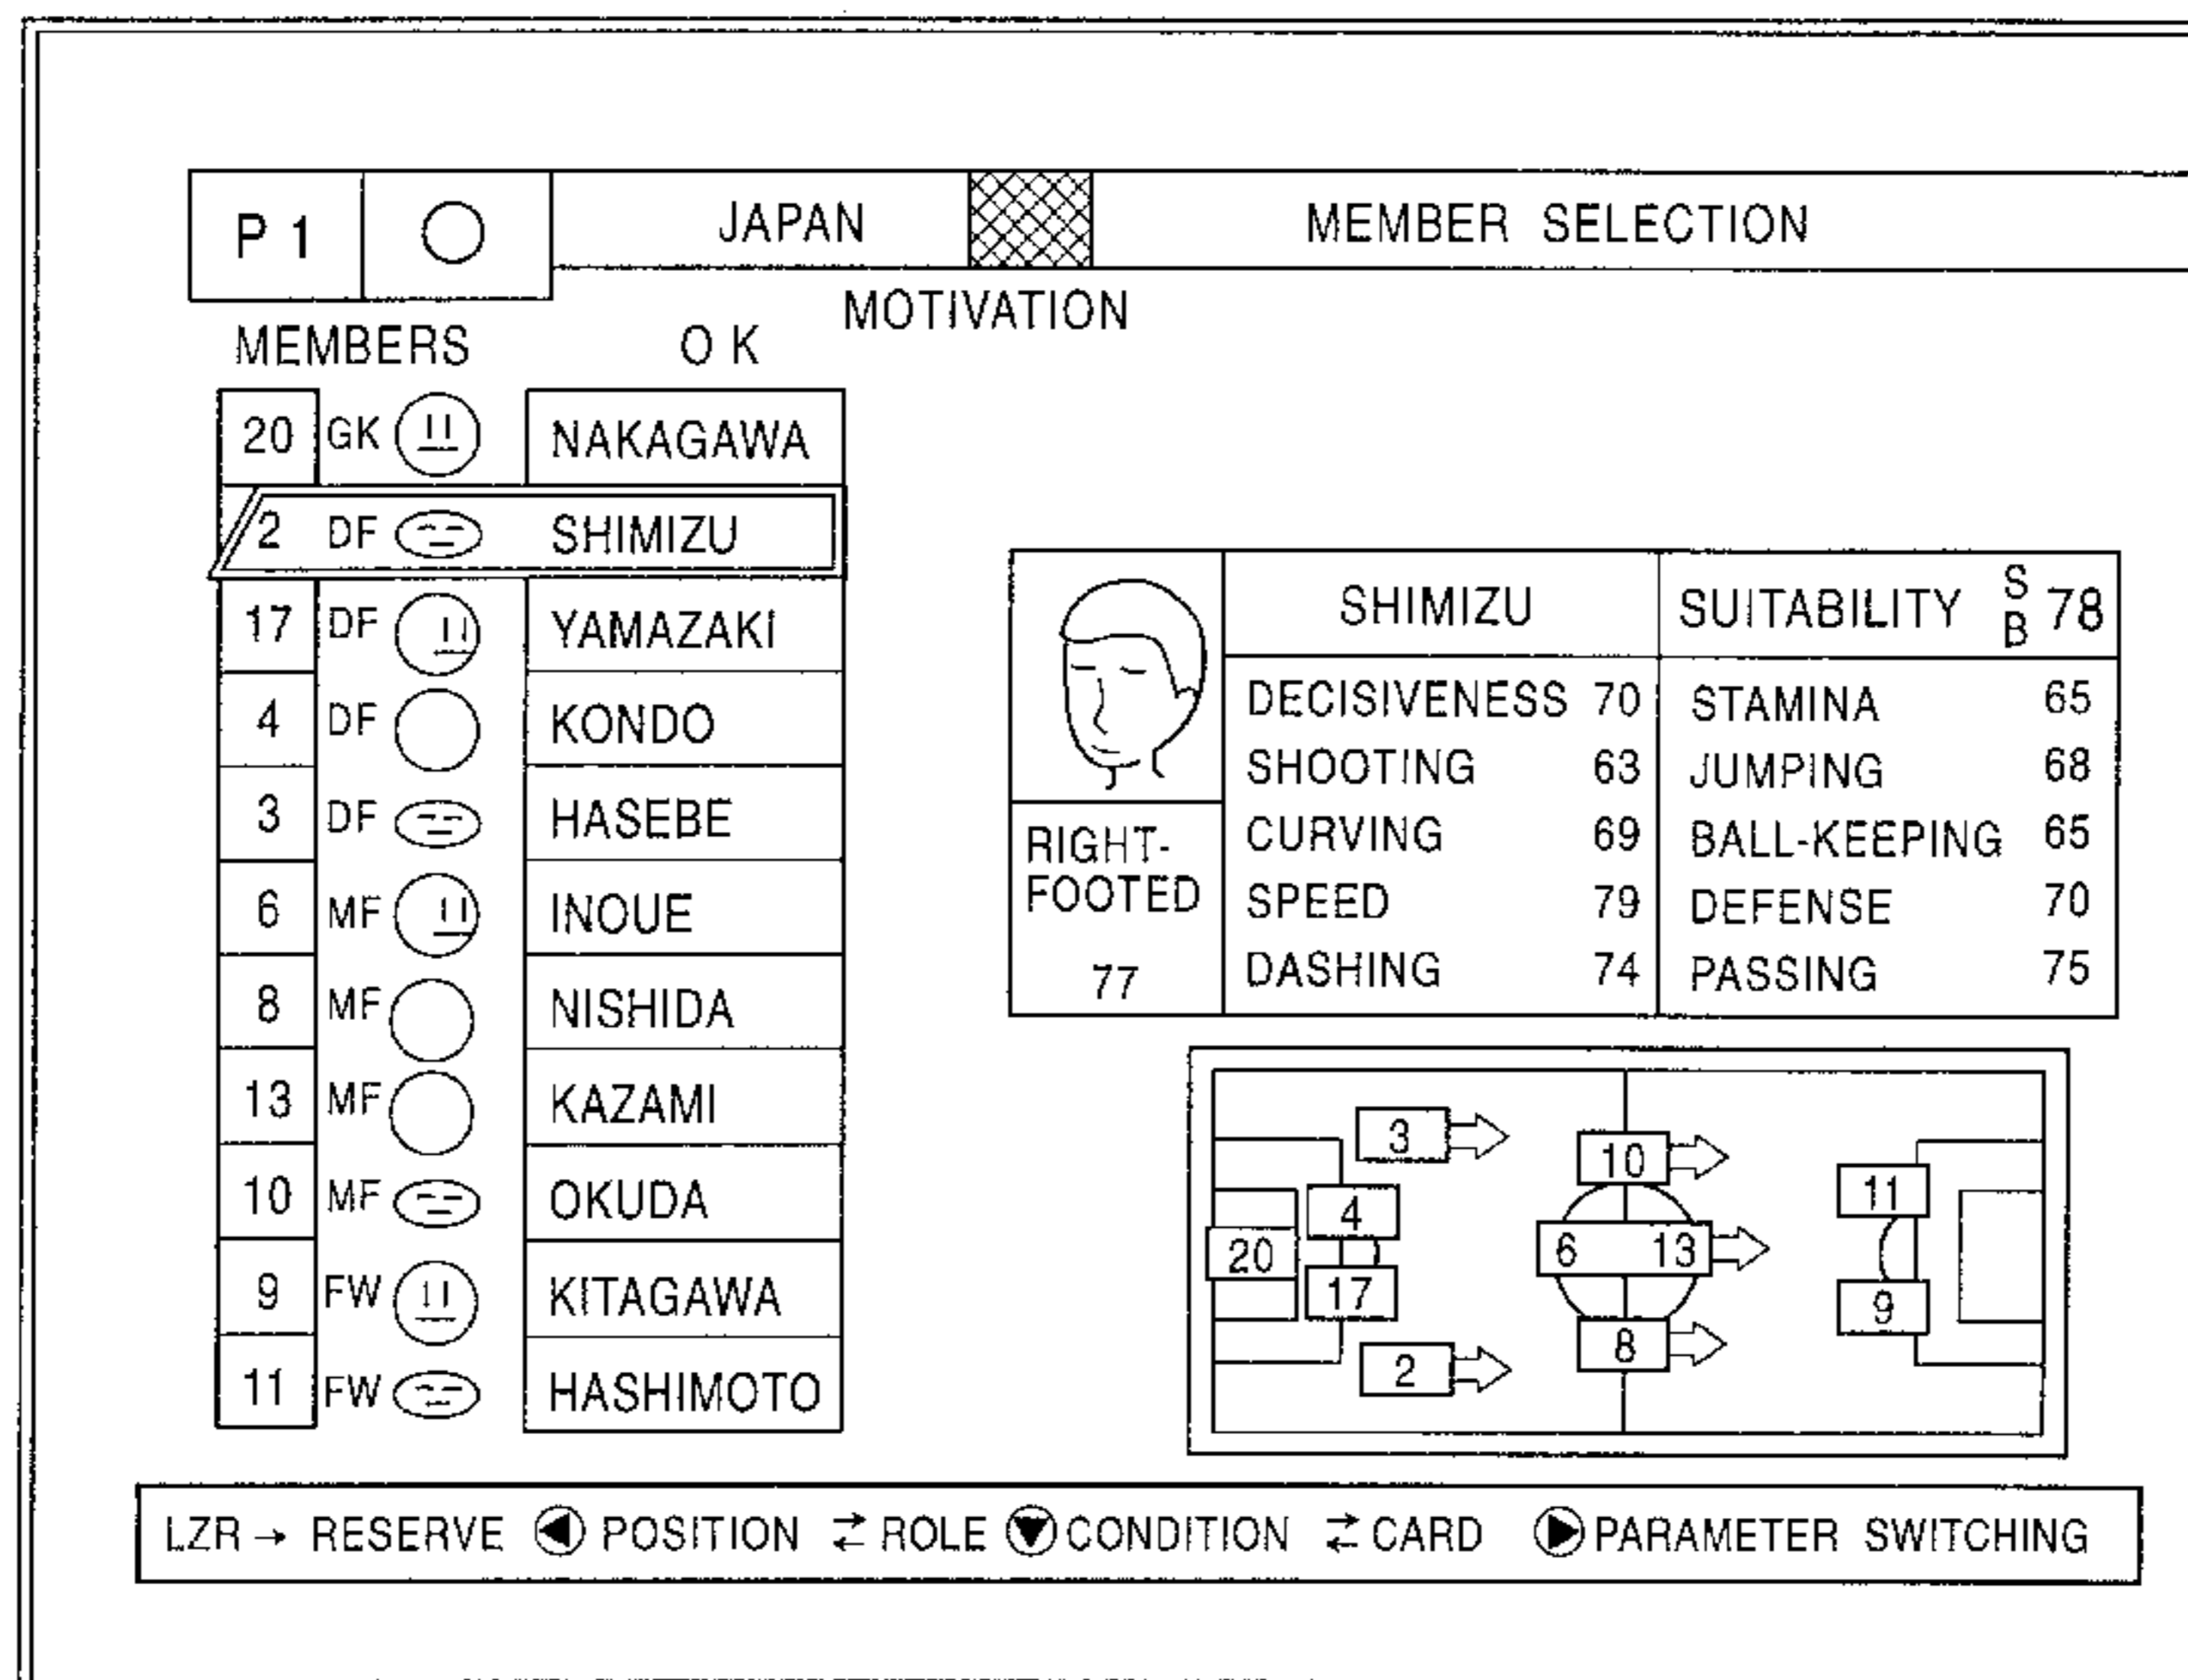 P 1 JAPAN MEMBER SELECTION
MOTIVATION
MEMBERS O K
20 GK NAKAGAWA
2 DF SHIMIZU
17 DF YAMAZAKI
4 DF KONDO
3 DF HASEBE
6 MF INOUE
8 MF NISHIDA
13 MF KAZAMI
10 MF OKUDA
9 FW KITAGAWA
11 FW HASHIMOTO
SHIMIZU SUITABILITY SB 78
DECISIVENESS 70 STAMINA 65
SHOOTING 63 JUMPING 68
CURVING 69 BALL-KEEPING 65
SPEED 79 DEFENSE 70
DASHING 74 PASSING 75
RIGHT-
FOOTED
77
3
10
11
4
20
6 13
17
9
8
2
LZR → RESERVE ◀ POSITION ⇄ ROLE ▼ CONDITION ⇄ CARD ▶ PARAMETER SWITCHING